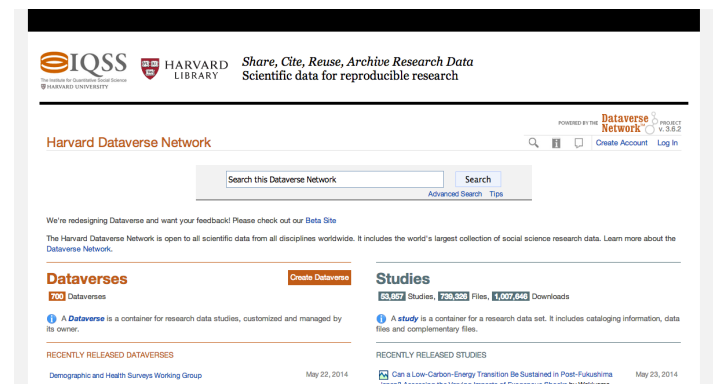 IQSS
The Institute for Quantitative Social Science
HARVARD UNIVERSITY
HARVARD
LIBRARY
Share, Cite, Reuse, Archive Research Data
Scientific data for reproducible research
POWERED BY THE Dataverse Network™ PROJECT
v. 3.6.2
Harvard Dataverse Network
Create Account Log In
Search this Dataverse Network
Search
Advanced Search Tips
We're redesigning Dataverse and want your feedback! Please check out our Beta Site
The Harvard Dataverse Network is open to all scientific data from all disciplines worldwide. It includes the world's largest collection of social science research data. Learn more about the
Dataverse Network.
Dataverses
Create Dataverse
700 Dataverses
A Dataverse is a container for research data studies, customized and managed by
its owner.
RECENTLY RELEASED DATAVERSES
Demographic and Health Surveys Working Group May 22, 2014
Studies
53,857 Studies, 739,326 Files, 1,007,646 Downloads
A study is a container for a research data set. It includes cataloging information, data
files and complementary files.
RECENTLY RELEASED STUDIES
Can a Low-Carbon-Energy Transition Be Sustained in Post-Fukushima May 23, 2014